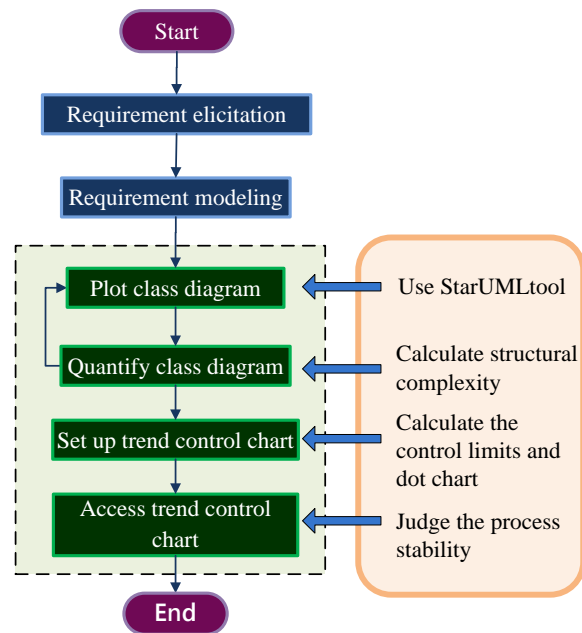 Start
Requirement elicitation
Requirement modeling
Plot class diagram
Use StarUMLtool
Quantify class diagram
Calculate structural
complexity
Set up trend control chart
Calculate the
control limits and
dot chart
Access trend control
chart
Judge the process
stability
End